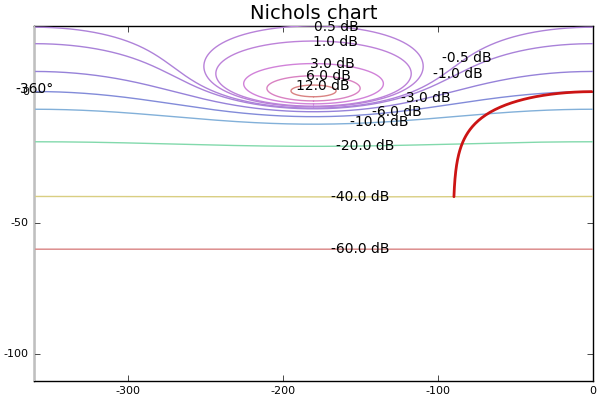 Nichols chart
0.5 dB
1.0 dB
-0.5 dB
3.0 dB
-1.0 dB
6.0 dB
12.0 dB
-360°
0
-3.0 dB
-6.0 dB
-10.0 dB
-20.0 dB
-40.0 dB
-50
-60.0 dB
-100
-300
-200
-100
0